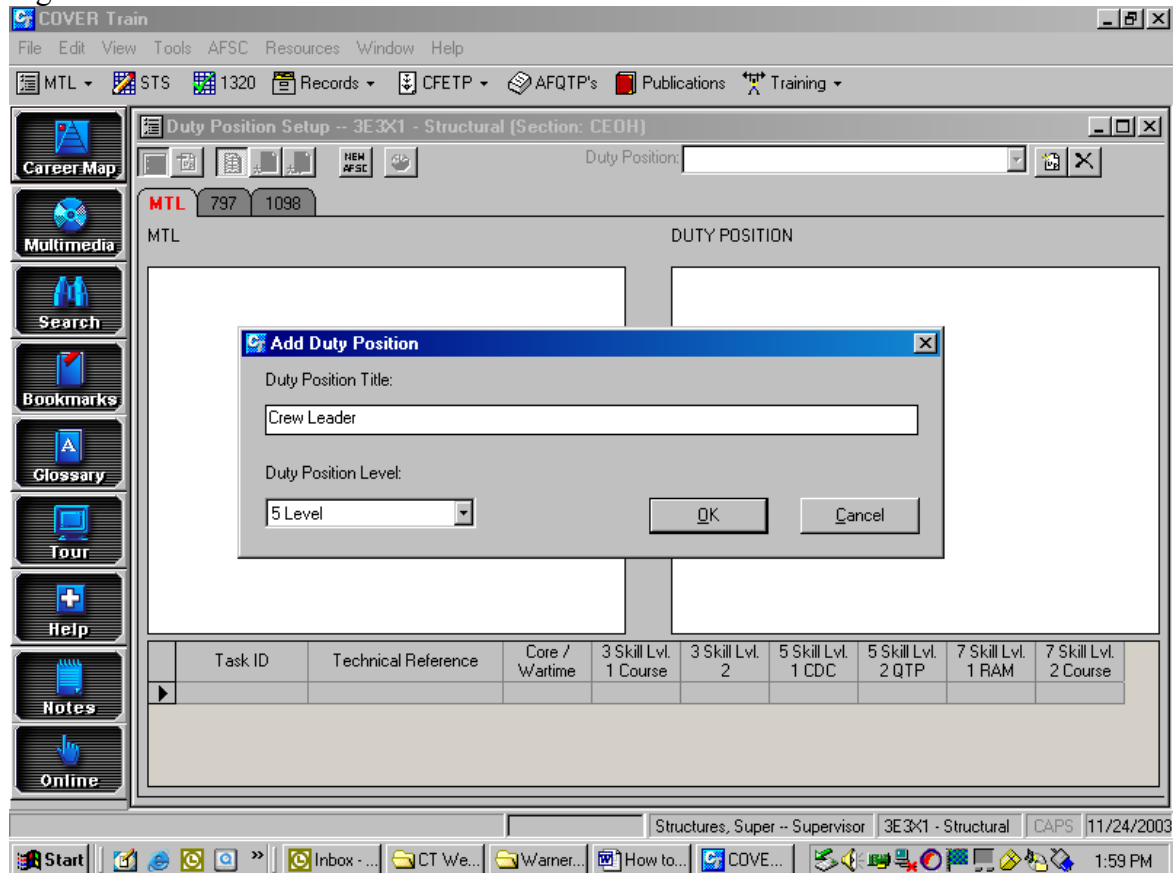 COVER Train
File Edit View Tools AFSC Resources Window Help
MTL STS 1320 Records CFETP AFQTP's Publications Training
Duty Position Setup -- 3E3X1 - Structural (Section: CEOH)
NEW AFSC Duty Position:
Career Map
MTL 797 1098
MTL DUTY POSITION
Multimedia
Search
Add Duty Position
Duty Position Title:
Crew Leader
Bookmarks
Duty Position Level:
5 Level OK Cancel
Glossary
Tour
Help
Task ID Technical Reference Core / Wartime 3 Skill Lvl. 1 Course 3 Skill Lvl. 2 5 Skill Lvl. 1 CDC 5 Skill Lvl. 2 QTP 7 Skill Lvl. 1 RAM 7 Skill Lvl. 2 Course
Notes
Online
Structures, Super -- Supervisor 3E3X1 - Structural CAPS 11/24/2003
Start » Inbox - ... CT We... Warner... How to... COVE... 1:59 PM